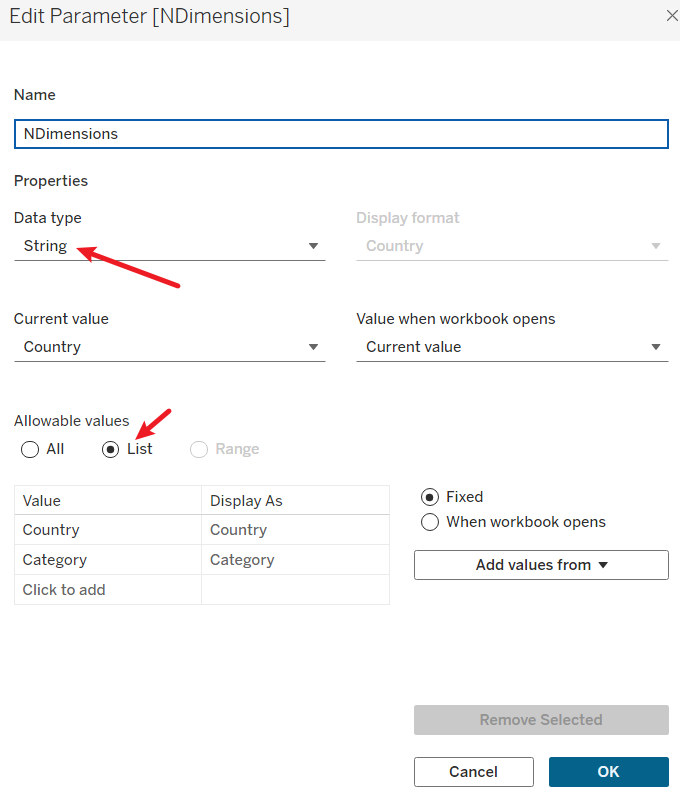 Edit Parameter [NDimensions]
Name
NDimensions
Properties
Data type Display format
String Country
Current value Value when workbook opens
Country Current value
Allowable values
All List Range
Value Display As
Fixed
Country Country
When workbook opens
Category Category
Add values from
Click to add
Remove Selected
Cancel OK